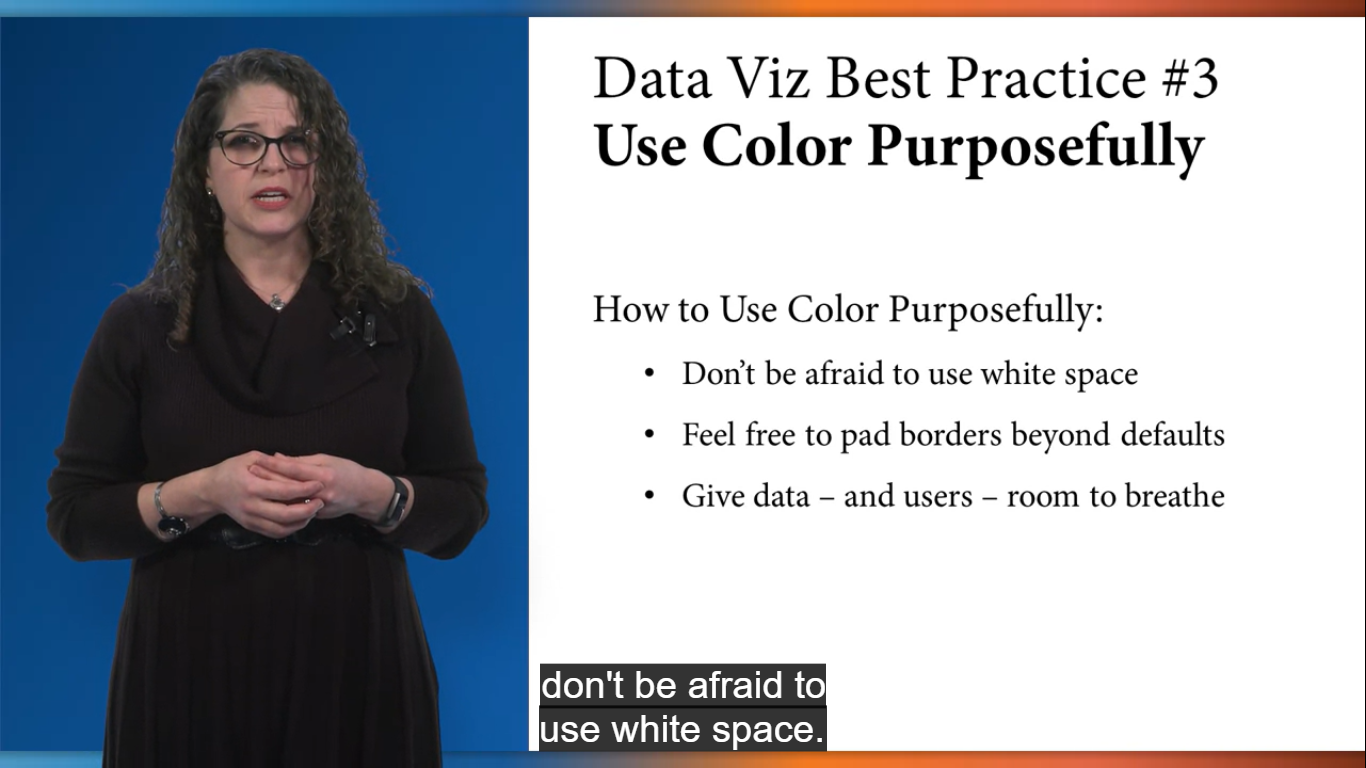 Data Viz Best Practice #3
Use Color Purposefully
How to Use Color Purposefully:
• Don’t be afraid to use white space
• Feel free to pad borders beyond defaults
• Give data – and users – room to breathe
don't be afraid to
use white space.